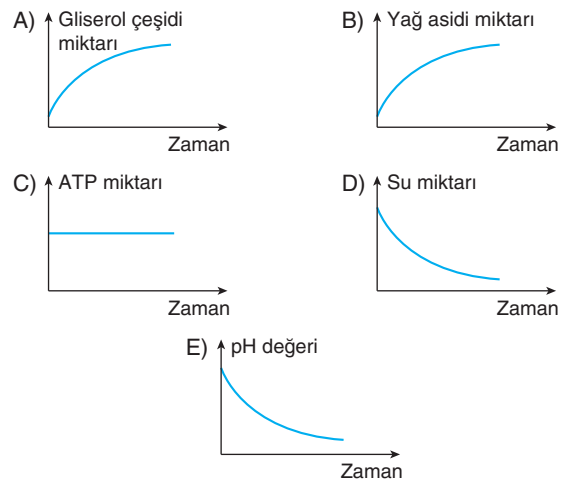 A) Gliserol çeşidi
miktarı
Zaman
B) Yağ asidi miktarı
Zaman
C) ATP miktarı
Zaman
D) Su miktarı
Zaman
E) pH değeri
Zaman